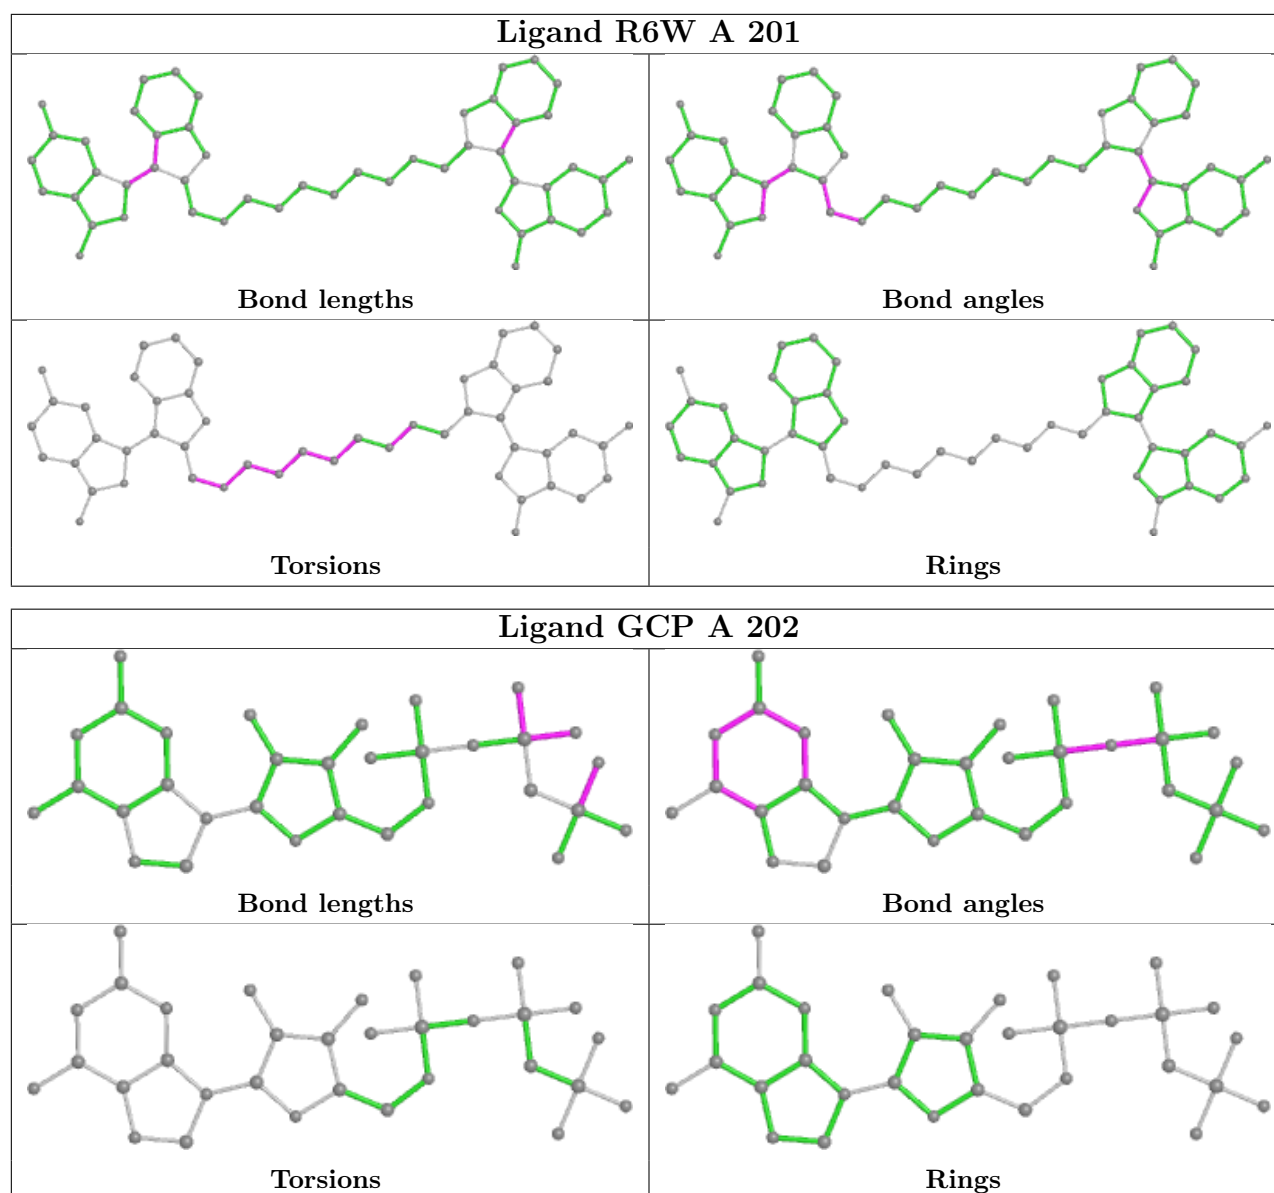 Ligand R6W A 201
Bond lengths
Bond angles
Torsions
Rings
Ligand GCP A 202
Bond lengths
Bond angles
Torsions
Rings